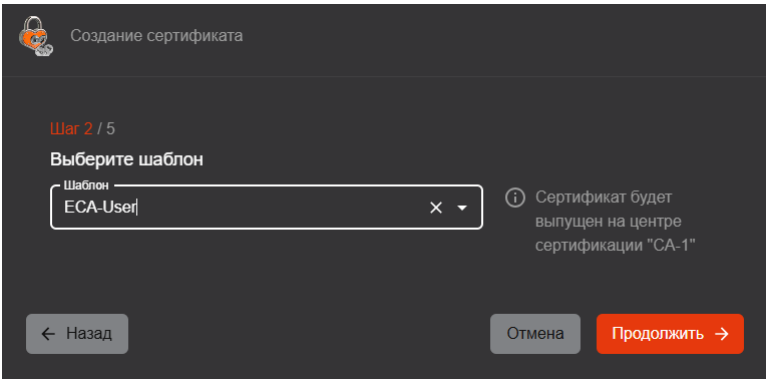 Создание сертификата
Шаг 2 / 5
Выберите шаблон
Шаблон
ECA-User
Сертификат будет
выпущен на центре
сертификации "CA-1"
Назад
Отмена
Продолжить